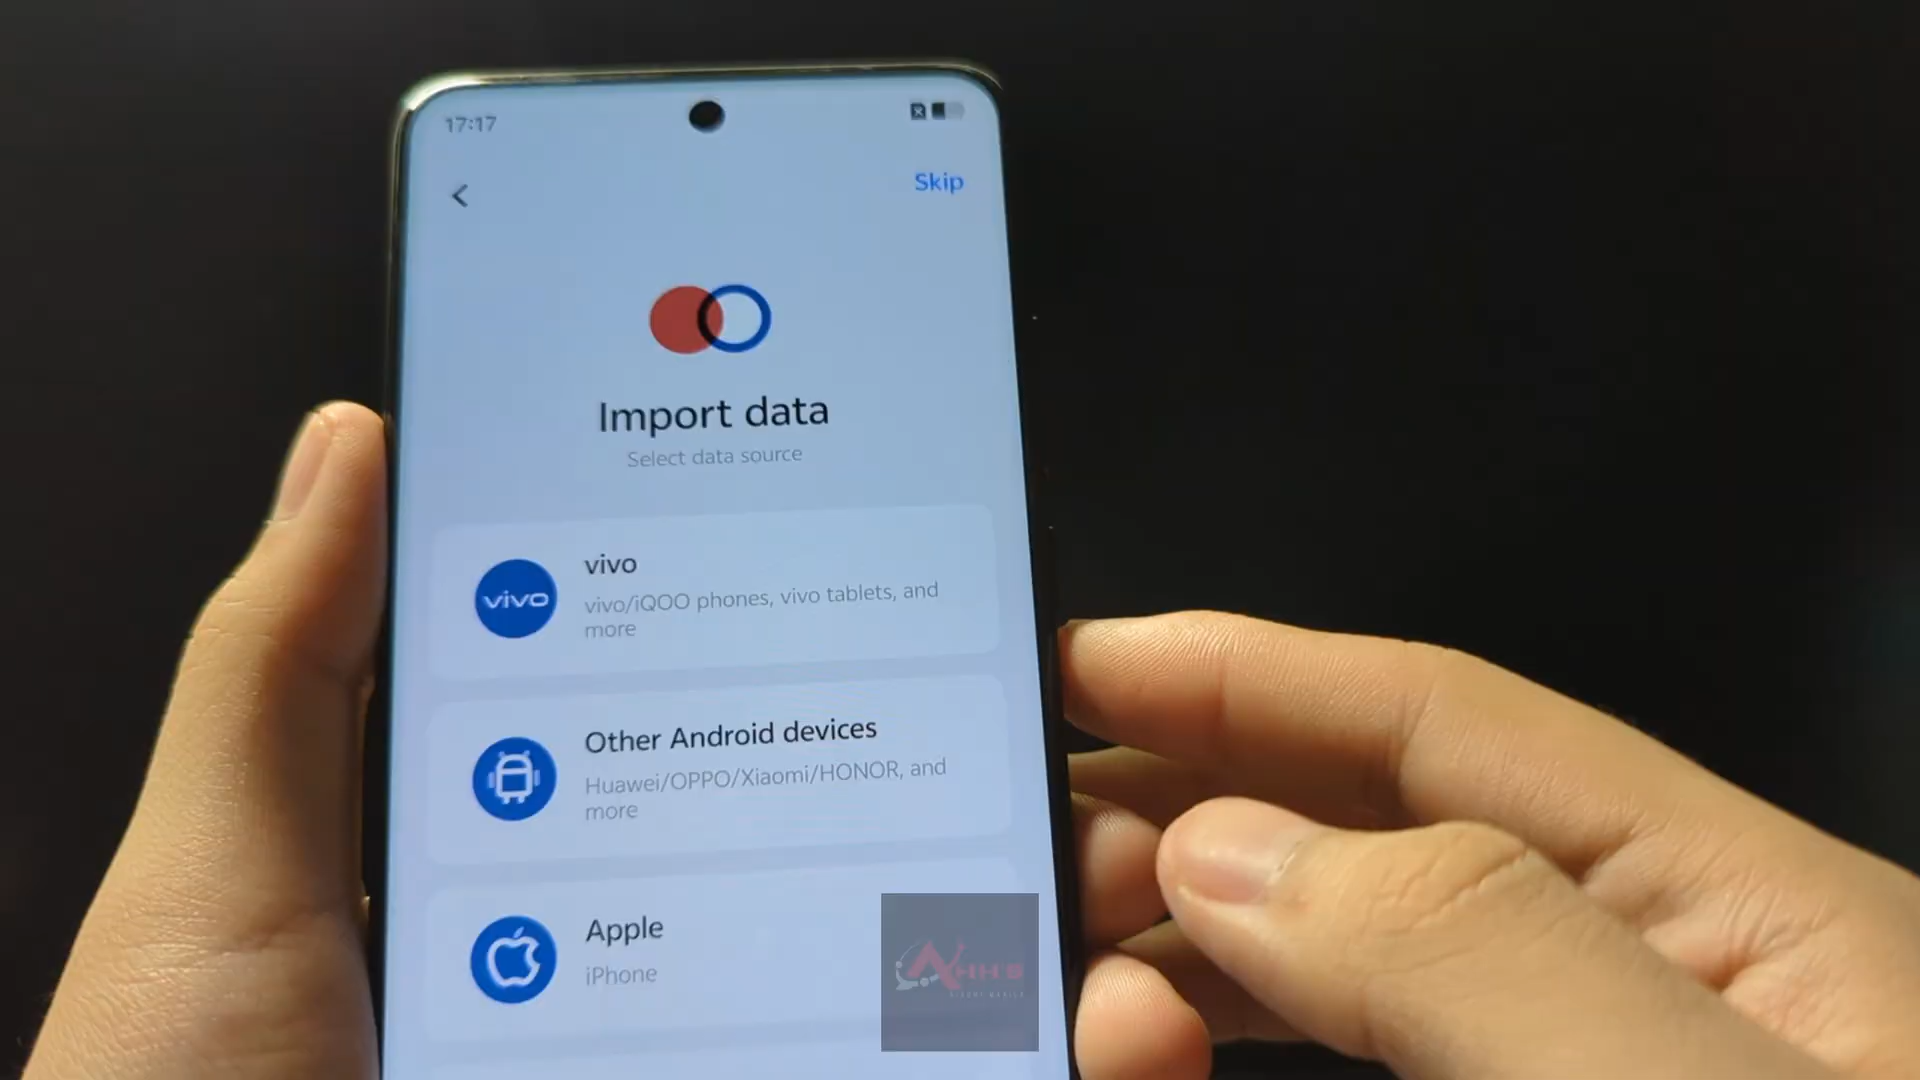 17:17
Skip
Import data
Select data source
vivo
vivo
vivo/iQOO phones, vivo tablets, and
more
Other Android devices
Huawei/OPPO/Xiaomi/HONOR, and
more
Apple
iPhone